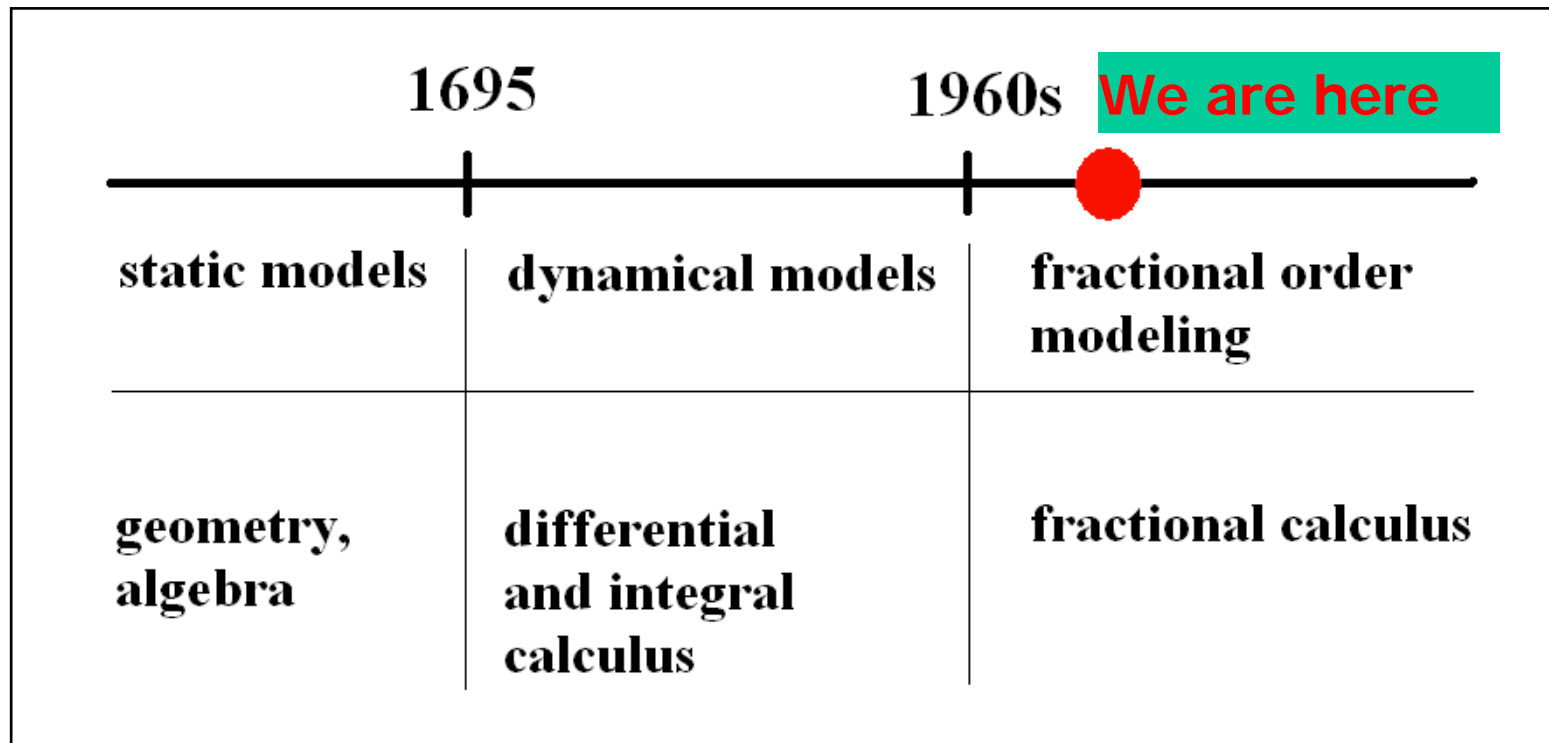 1695
1960s We are here
static models
dynamical models
fractional order
modeling
geometry,
algebra
differential
and integral
calculus
fractional calculus